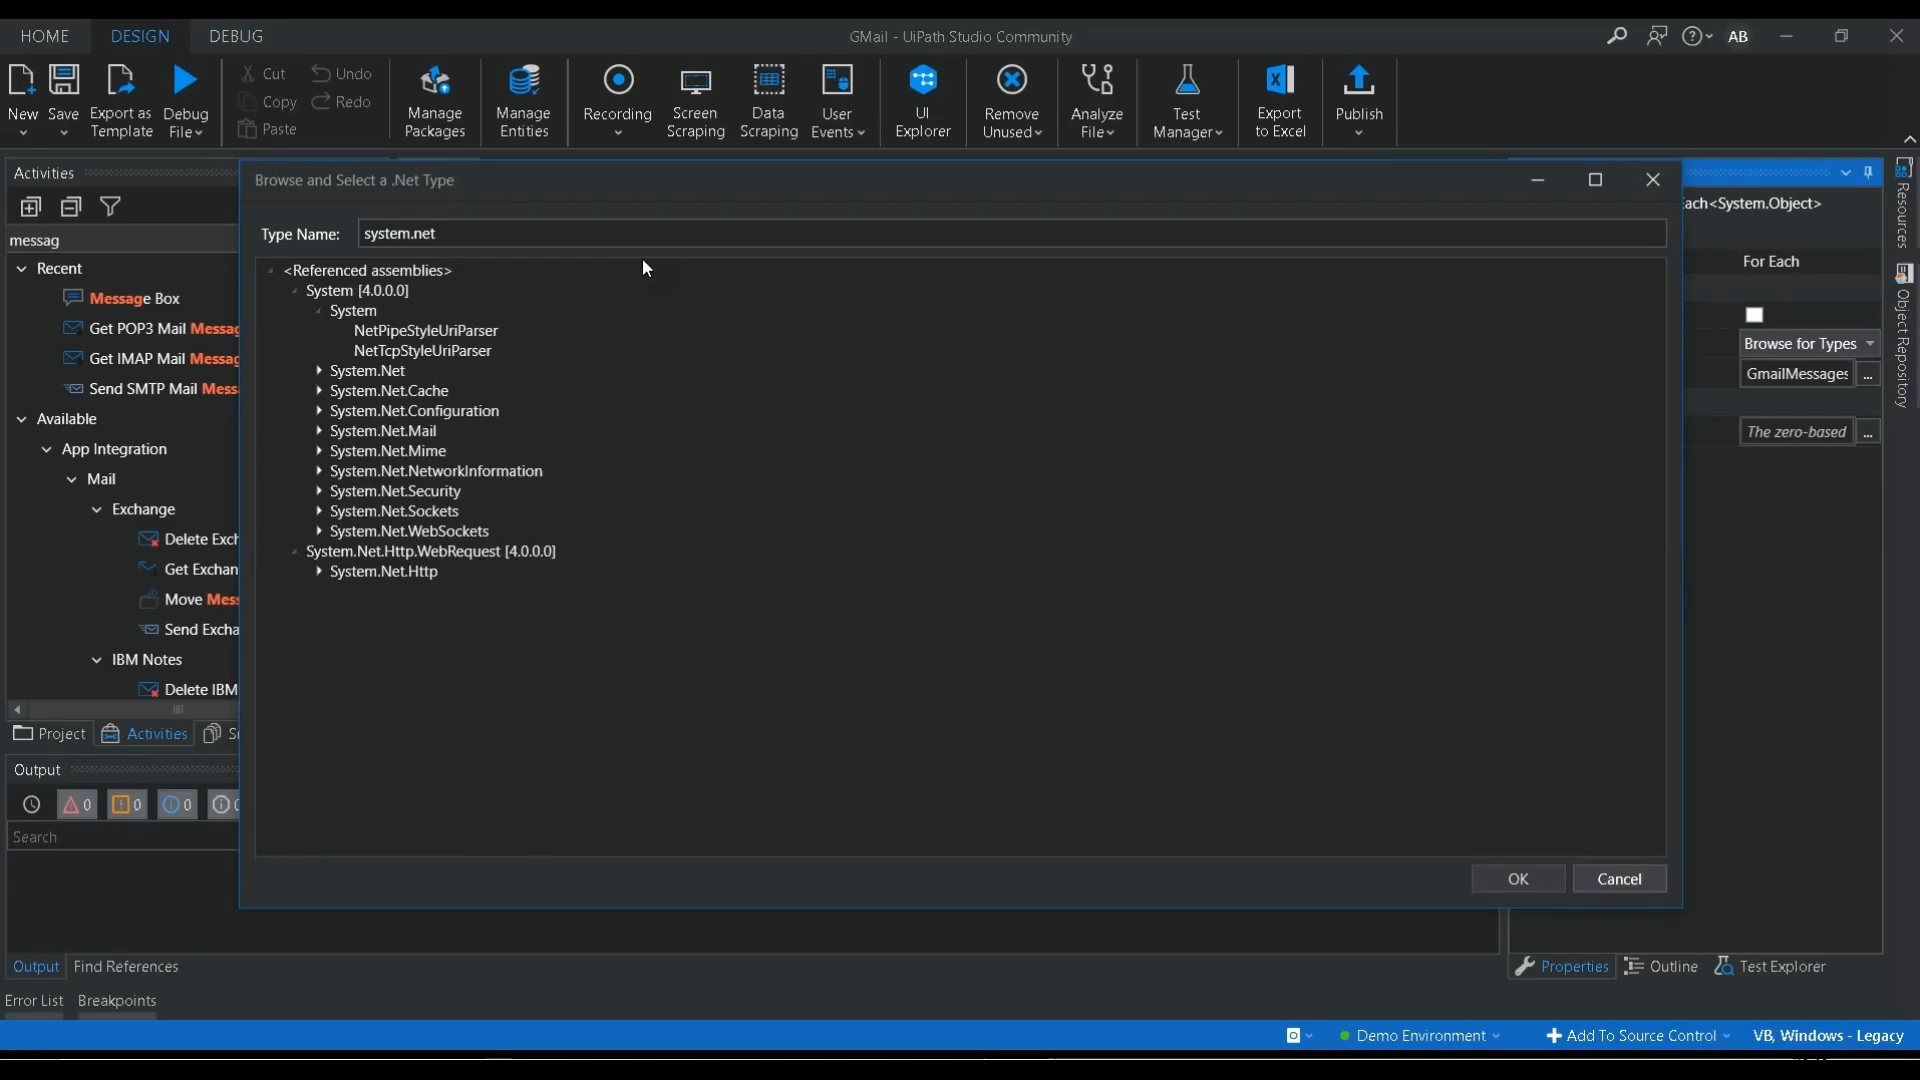 HOME
DESIGN
DEBUG
GMail - UiPath Studio Community
AB
New
Save
Export as
Template
Debug
File
Cut
Copy
Paste
Undo
Redo
Manage
Packages
Manage
Entities
Recording
Screen
Scraping
Data
Scraping
User
Events
UI
Explorer
Remove
Unused
Analyze
File
Test
Manager
Export
to Excel
Publish
Activities
messag
Recent
Message Box
Get POP3 Mail Messag
Get IMAP Mail Messag
Send SMTP Mail Messa
Available
App Integration
Mail
Exchange
Delete Exch
Get Exchan
Move Mess
Send Excha
IBM Notes
Delete IBM
Project
Activities
Output
0
0
0
Search
Output
Find References
Error List
Breakpoints
Browse and Select a .Net Type
Type Name:
system.net
<Referenced assemblies>
System [4.0.0.0]
System
NetPipeStyleUriParser
NetTcpStyleUriParser
System.Net
System.Net.Cache
System.Net.Configuration
System.Net.Mail
System.Net.Mime
System.Net.NetworkInformation
System.Net.Security
System.Net.Sockets
System.Net.WebSockets
System.Net.Http.WebRequest [4.0.0.0]
System.Net.Http
OK
Cancel
Each<System.Object>
For Each
Browse for Types
GmailMessages
...
The zero-based
...
Resources
Object Repository
Properties
Outline
Test Explorer
Demo Environment
Add To Source Control
VB, Windows - Legacy